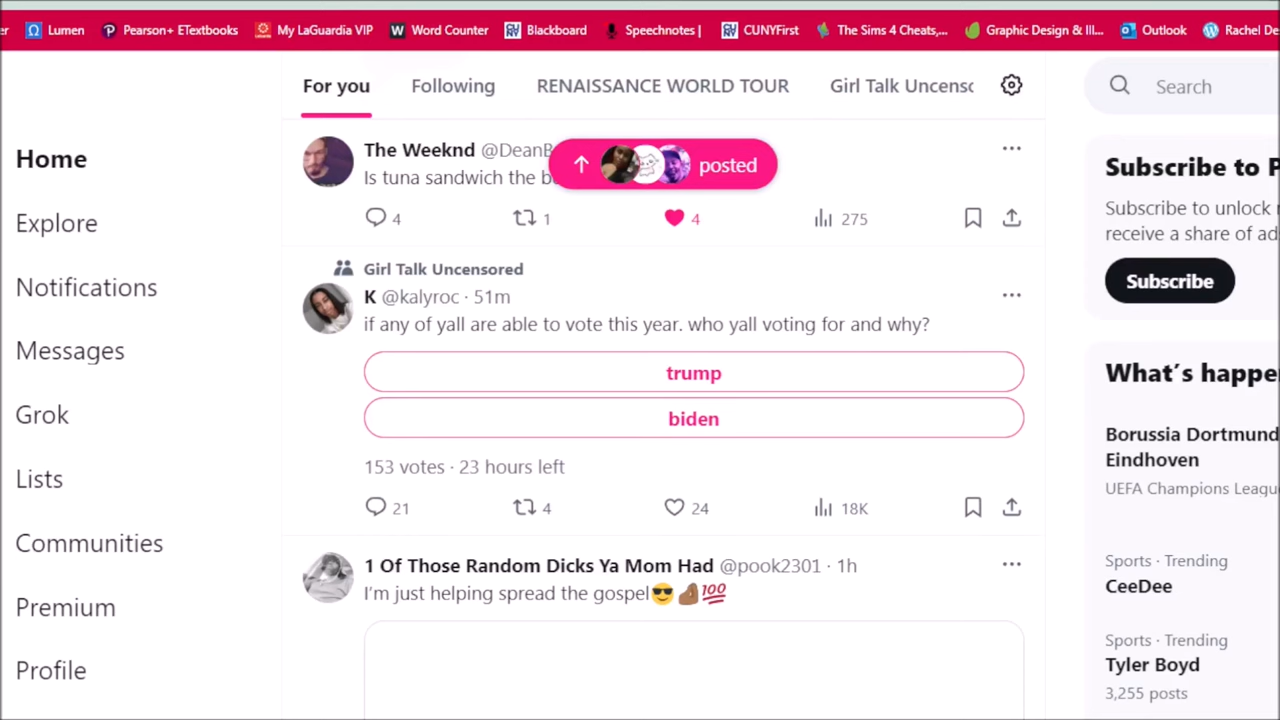 er
Lumen
Pearson+ ETextbooks
My LaGuardia VIP
Word Counter
Blackboard
Speechnotes |
CUNYFirst
The Sims 4 Cheats,...
Graphic Design & Ill...
Outlook
Rachel De
For you
Following
RENAISSANCE WORLD TOUR
Girl Talk Uncensc
Search
Home
Explore
Notifications
Messages
Grok
Lists
Communities
Premium
Profile
The Weeknd @DeanB
Is tuna sandwich the b
posted
4
1
4
275
Girl Talk Uncensored
K @kalyroc · 51m
if any of yall are able to vote this year. who yall voting for and why?
trump
biden
153 votes · 23 hours left
21
4
24
18K
1 Of Those Random Dicks Ya Mom Had @pook2301 · 1h
I'm just helping spread the gospel😎 🤌🏾💯
Subscribe to P
Subscribe to unlock
receive a share of ad
Subscribe
What's happe
Borussia Dortmund
Eindhoven
UEFA Champions Leagu
Sports · Trending
CeeDee
Sports · Trending
Tyler Boyd
3,255 posts